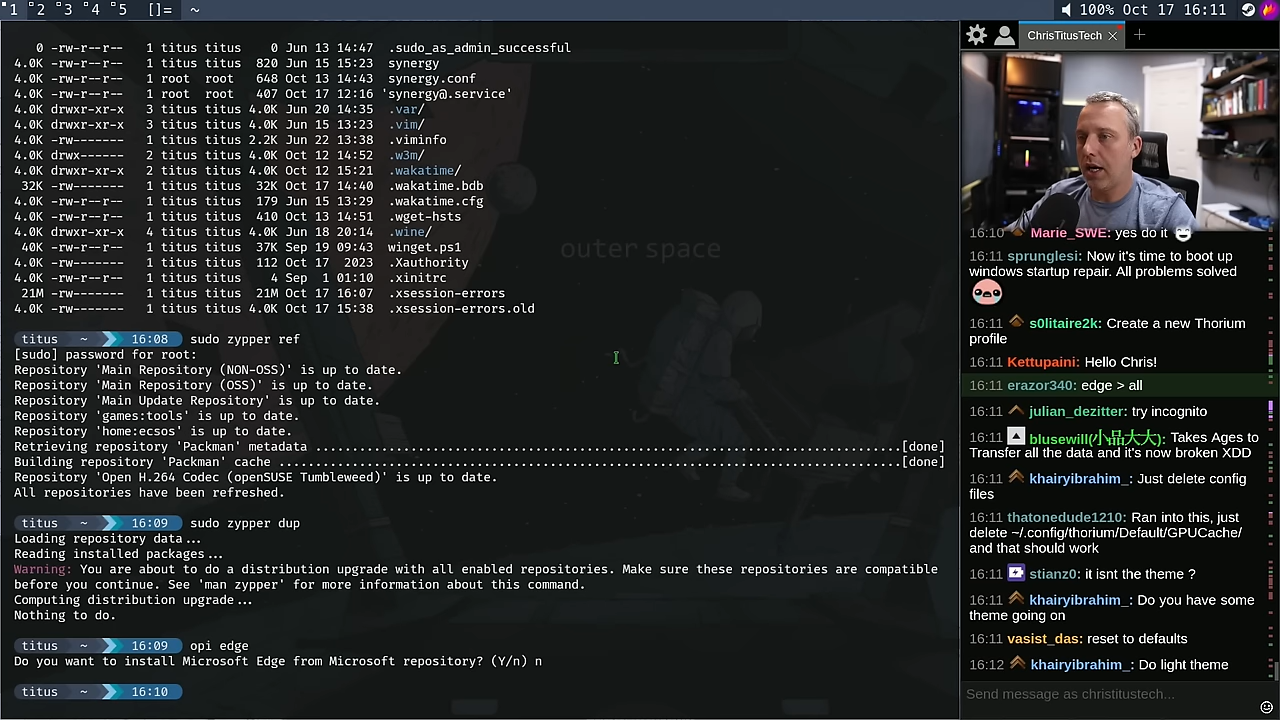 1 2 3 4 5 []= ~
100% Oct 17 16:11
0 -rw-r--r-- 1 titus titus 0 Jun 13 14:47 .sudo_as_admin_successful
4.0K -rw-r--r-- 1 titus titus 820 Jun 15 15:23 synergy
4.0K -rw-r--r-- 1 root root 648 Oct 13 14:43 synergy.conf
4.0K -rw-r--r-- 1 root root 407 Oct 17 12:16 'synergy@.service'
4.0K drwxr-xr-x 3 titus titus 4.0K Jun 20 14:35 .var/
4.0K drwxr-xr-x 3 titus titus 4.0K Jun 15 13:23 .vim/
4.0K -rw------- 1 titus titus 2.2K Jun 22 13:38 .viminfo
4.0K drwx------ 2 titus titus 4.0K Oct 12 14:52 .w3m/
4.0K drwxr-xr-x 2 titus titus 4.0K Oct 12 15:21 .wakatime/
32K -rw------- 1 titus titus 32K Oct 17 14:40 .wakatime.bdb
4.0K -rw-r--r-- 1 titus titus 179 Jun 15 13:29 .wakatime.cfg
4.0K -rw-r--r-- 1 titus titus 410 Oct 13 14:51 .wget-hsts
4.0K drwxr-xr-x 4 titus titus 4.0K Jun 18 20:14 .wine/
40K -rw-r--r-- 1 titus titus 37K Sep 19 09:43 winget.ps1
4.0K -rw------- 1 titus titus 112 Oct 17 2023 .Xauthority
4.0K -rw-r--r-- 1 titus titus 4 Sep 1 01:10 .xinitrc
21M -rw------- 1 titus titus 21M Oct 17 16:07 .xsession-errors
4.0K -rw------- 1 titus titus 4.0K Oct 17 15:38 .xsession-errors.old
outer space
titus ~ 16:08 sudo zypper ref
[sudo] password for root:
Repository 'Main Repository (NON-OSS)' is up to date.
Repository 'Main Repository (OSS)' is up to date.
Repository 'Main Update Repository' is up to date.
Repository 'games:tools' is up to date.
Repository 'home:ecsos' is up to date.
Retrieving repository 'Packman' metadata ..........................................................................[done]
Building repository 'Packman' cache ...............................................................................[done]
Repository 'Open H.264 Codec (openSUSE Tumbleweed)' is up to date.
All repositories have been refreshed.
titus ~ 16:09 sudo zypper dup
Loading repository data...
Reading installed packages...
Warning: You are about to do a distribution upgrade with all enabled repositories. Make sure these repositories are compatible
before you continue. See 'man zypper' for more information about this command.
Computing distribution upgrade...
Nothing to do.
titus ~ 16:09 opi edge
Do you want to install Microsoft Edge from Microsoft repository? (Y/n) n
titus ~ 16:10
ChrisTitusTech
16:10 Marie_SWE: yes do it
16:11 sprunglesi: Now it's time to boot up
windows startup repair. All problems solved
16:11 s0litaire2k: Create a new Thorium
profile
16:11 Kettupaini: Hello Chris!
16:11 erazor340: edge > all
16:11 julian_dezitter: try incognito
16:11 blusewill(小品大大): Takes Ages to
Transfer all the data and it's now broken XDD
16:11 khairyibrahim_: Just delete config
files
16:11 thatonedude1210: Ran into this, just
delete ~/.config/thorium/Default/GPUCache/
and that should work
16:11 stianz0: it isnt the theme ?
16:11 khairyibrahim_: Do you have some
theme going on
16:11 vasist_das: reset to defaults
16:12 khairyibrahim_: Do light theme
Send message as christitustech...